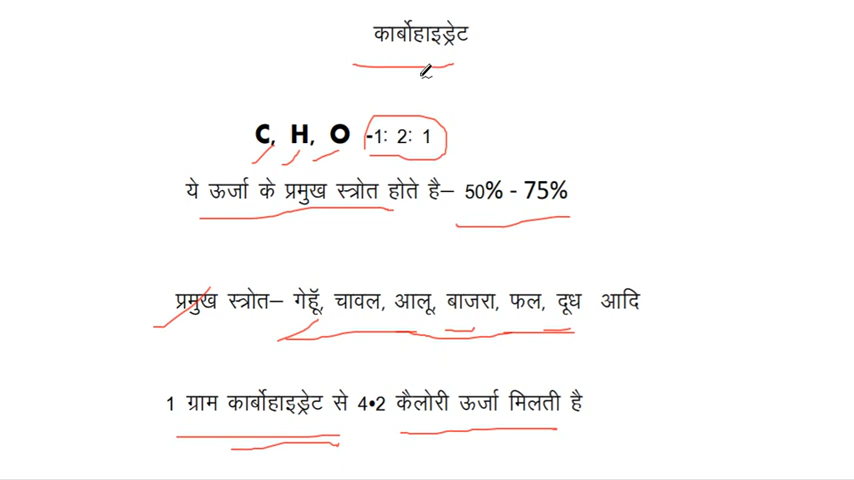 कार्बोहाइड्रेट
C, H, O -1: 2: 1
ये ऊर्जा के प्रमुख स्त्रोत होते है– 50% - 75%
प्रमुख स्त्रोत– गेहूॅ, चावल, आलू, बाजरा, फल, दूध आदि
1 ग्राम कार्बोहाइड्रेट से 4•2 कैलोरी ऊर्जा मिलती है